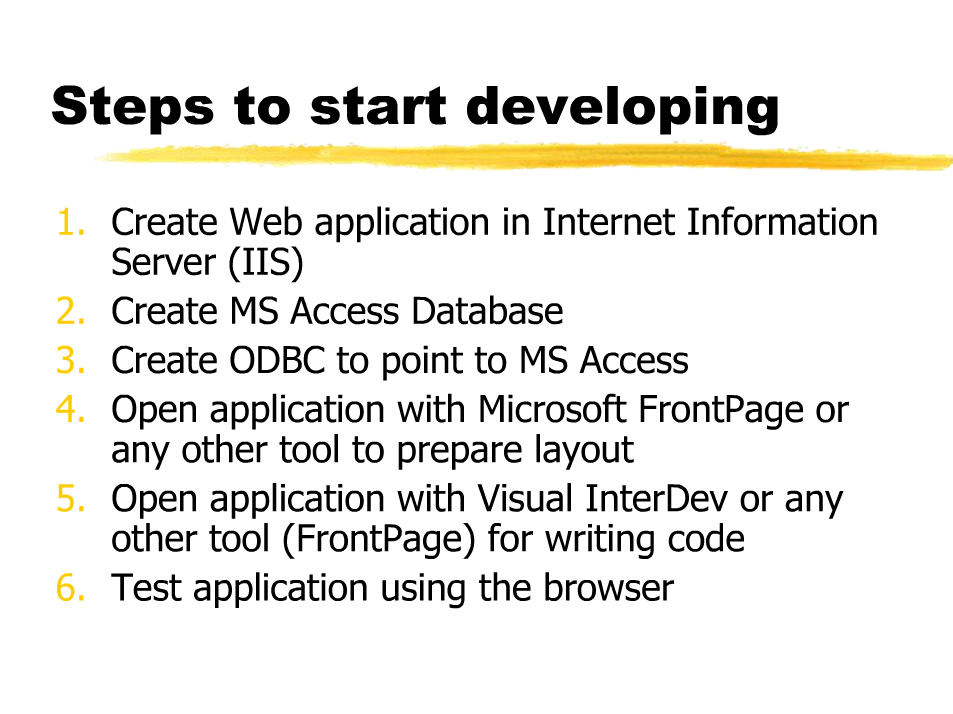 Steps to start developing
1. Create Web application in Internet Information
Server (IIS)
2. Create MS Access Database
3. Create ODBC to point to MS Access
4. Open application with Microsoft FrontPage or
any other tool to prepare layout
5. Open application with Visual InterDev or any
other tool (FrontPage) for writing code
6. Test application using the browser